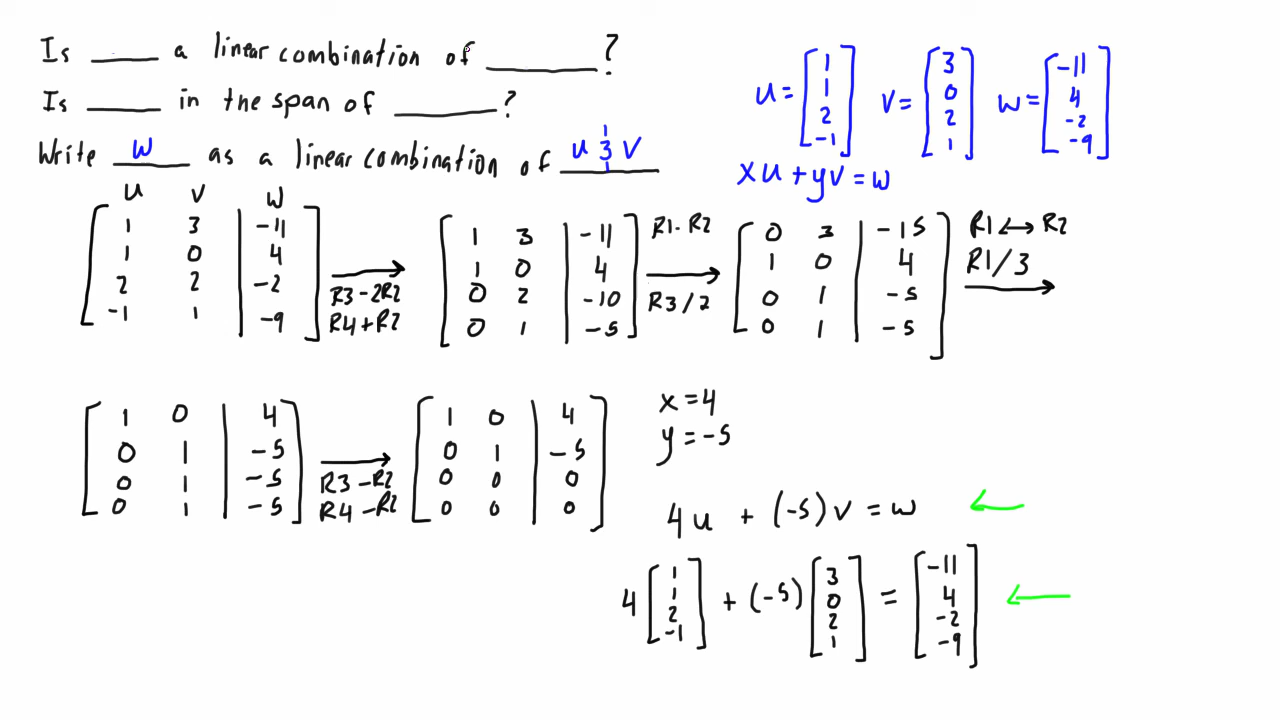 Is ____ a linear combination of ________?
Is ____ in the span of ________?
Write w as a linear combination of u & v
u = [1 1 2 -1] v = [3 0 2 1] w = [-11 4 -2 -9]
xu + yv = w
u v w
1 3 | -11
1 0 | 4
2 2 | -2
-1 1 | -9
R3 - 2R2
R4 + R2
1 3 | -11
1 0 | 4
0 2 | -10
0 1 | -5
R1 - R2
R3 / 2
0 3 | -15
1 0 | 4
0 1 | -5
0 1 | -5
R1 ↔ R2
R1 / 3
1 0 | 4
0 1 | -5
0 1 | -5
0 1 | -5
R3 - R2
R4 - R2
1 0 | 4
0 1 | -5
0 0 | 0
0 0 | 0
x = 4
y = -5
4u + (-5)v = w
4 [1 1 2 -1] + (-5) [3 0 2 1] = [-11 4 -2 -9]